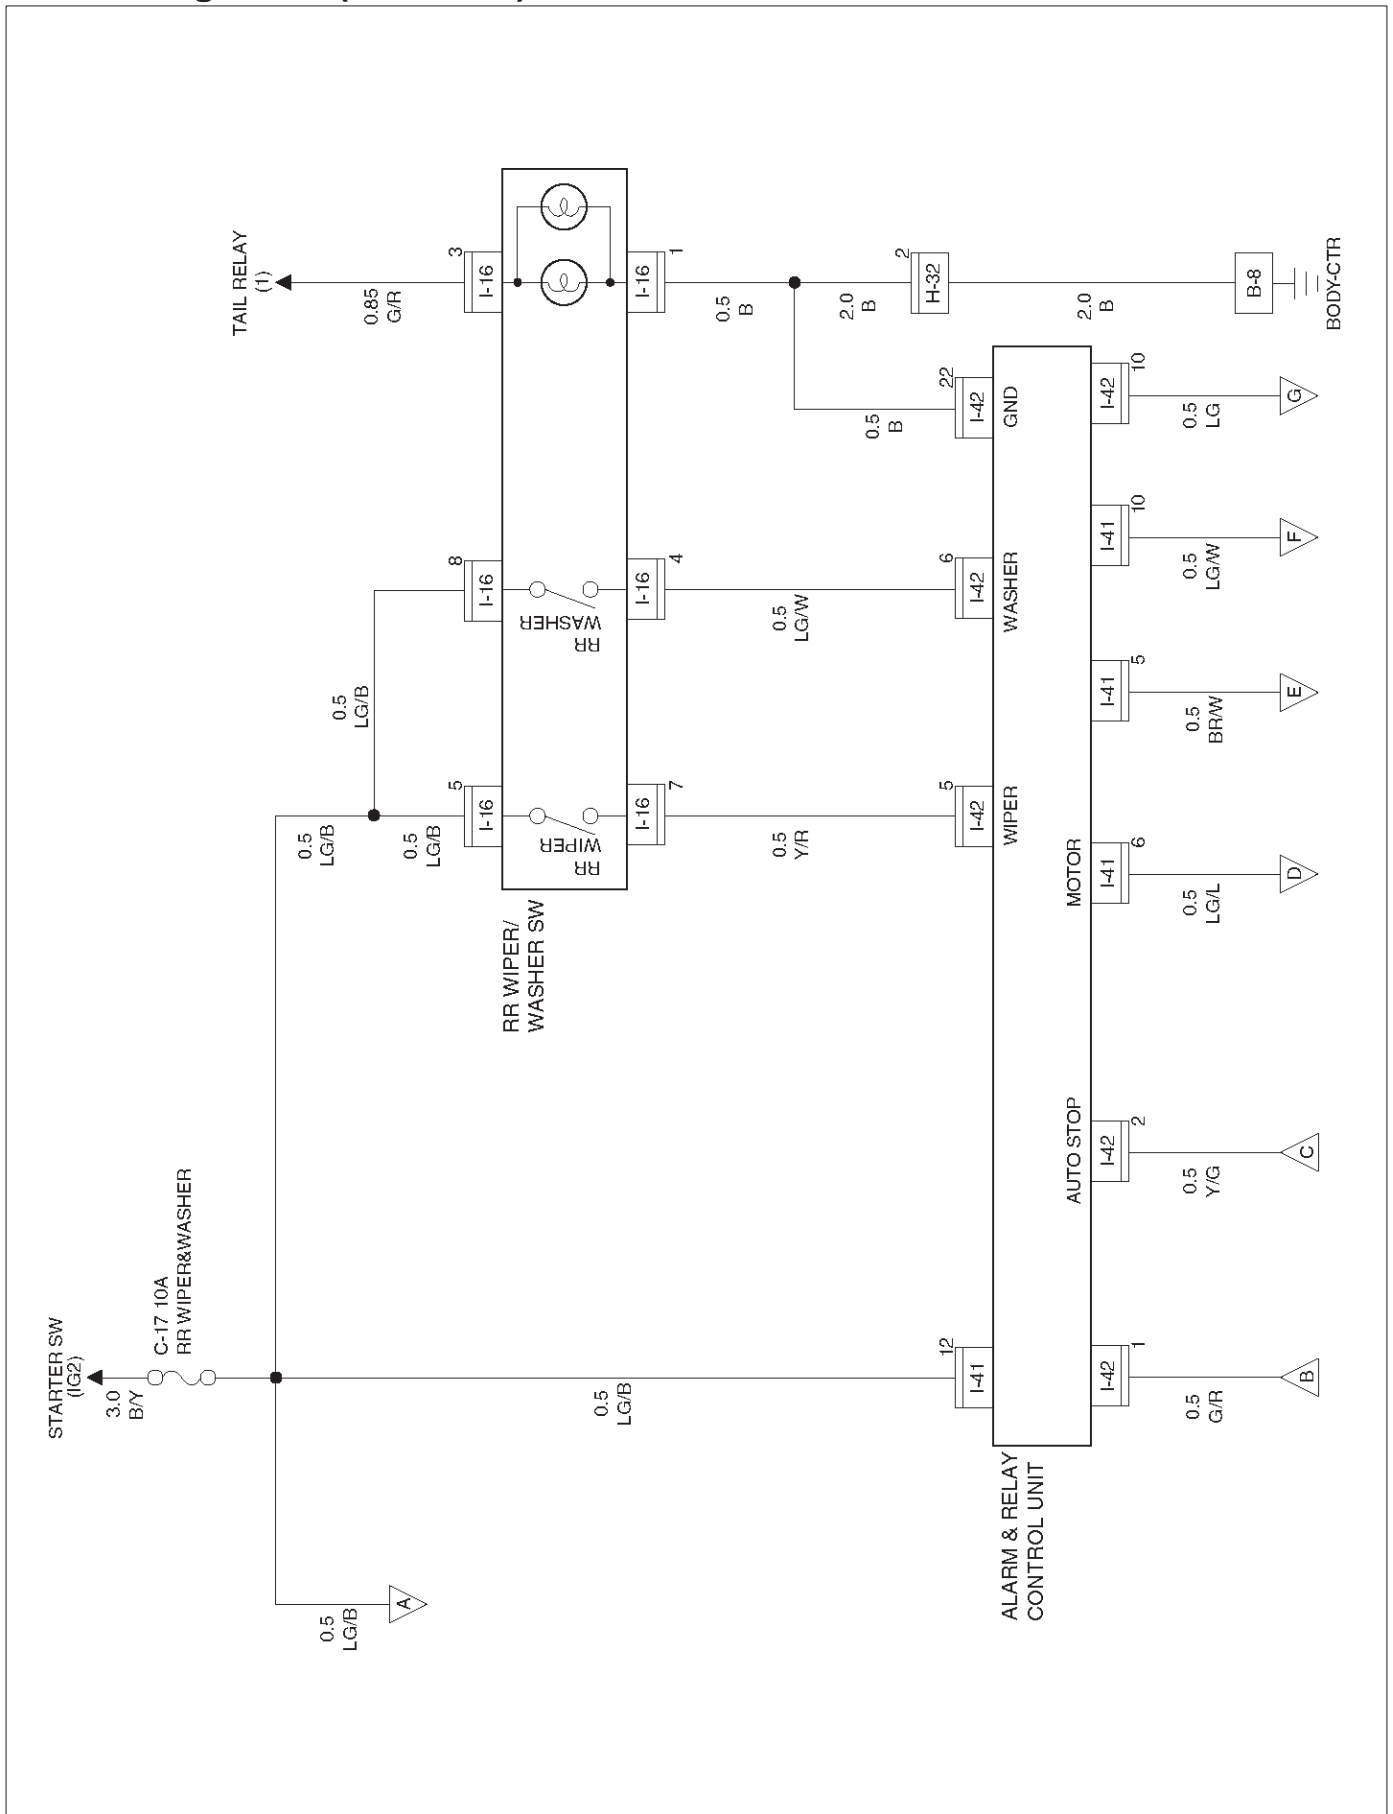 STARTER SW
(IG2)
3.0
B/Y
C-17 10A
RR WIPER&WASHER
0.5
LG/B
A
0.5
LG/B
0.5
LG/B
0.5
LG/B
0.5
LG/B
TAIL RELAY
(1)
0.85
G/R
5
I-16
8
I-16
3
I-16
RR WIPER/
WASHER SW
RR
WIPER
RR
WASHER
I-16
7
I-16
4
I-16
1
0.5
Y/R
0.5
LG/W
0.5
B
0.5
B
2.0
B
2
H-32
2.0
B
B-8
BODY-CTR
12
I-41
5
I-42
6
I-42
22
I-42
ALARM & RELAY
CONTROL UNIT
WIPER
WASHER
GND
AUTO STOP
MOTOR
I-42
1
I-42
2
I-41
6
I-41
5
I-41
10
I-42
10
0.5
G/R
0.5
Y/G
0.5
LG/L
0.5
BR/W
0.5
LG/W
0.5
LG
B
C
D
E
F
G